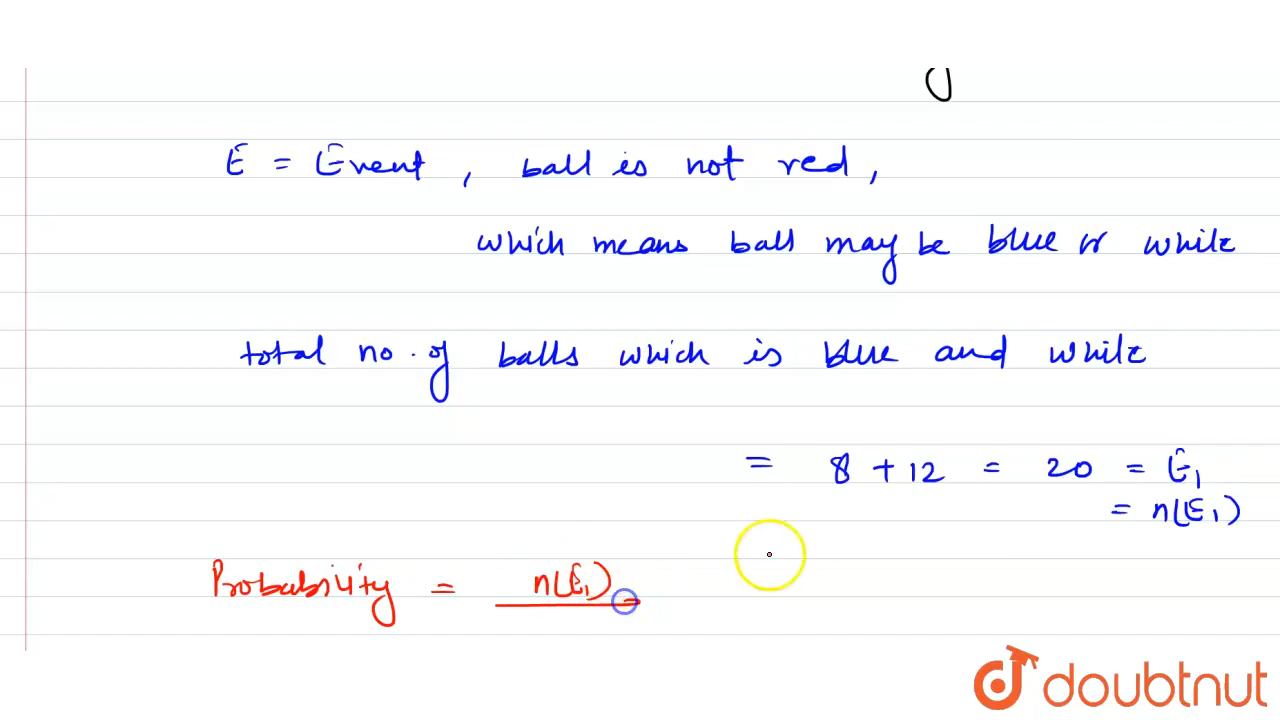 E = Event, ball is not red,
which means ball may be blue or white
total no. of balls which is blue and white
= 8 + 12 = 20 = E1
= n(E1)
Probability = n(E1)
doubtnut